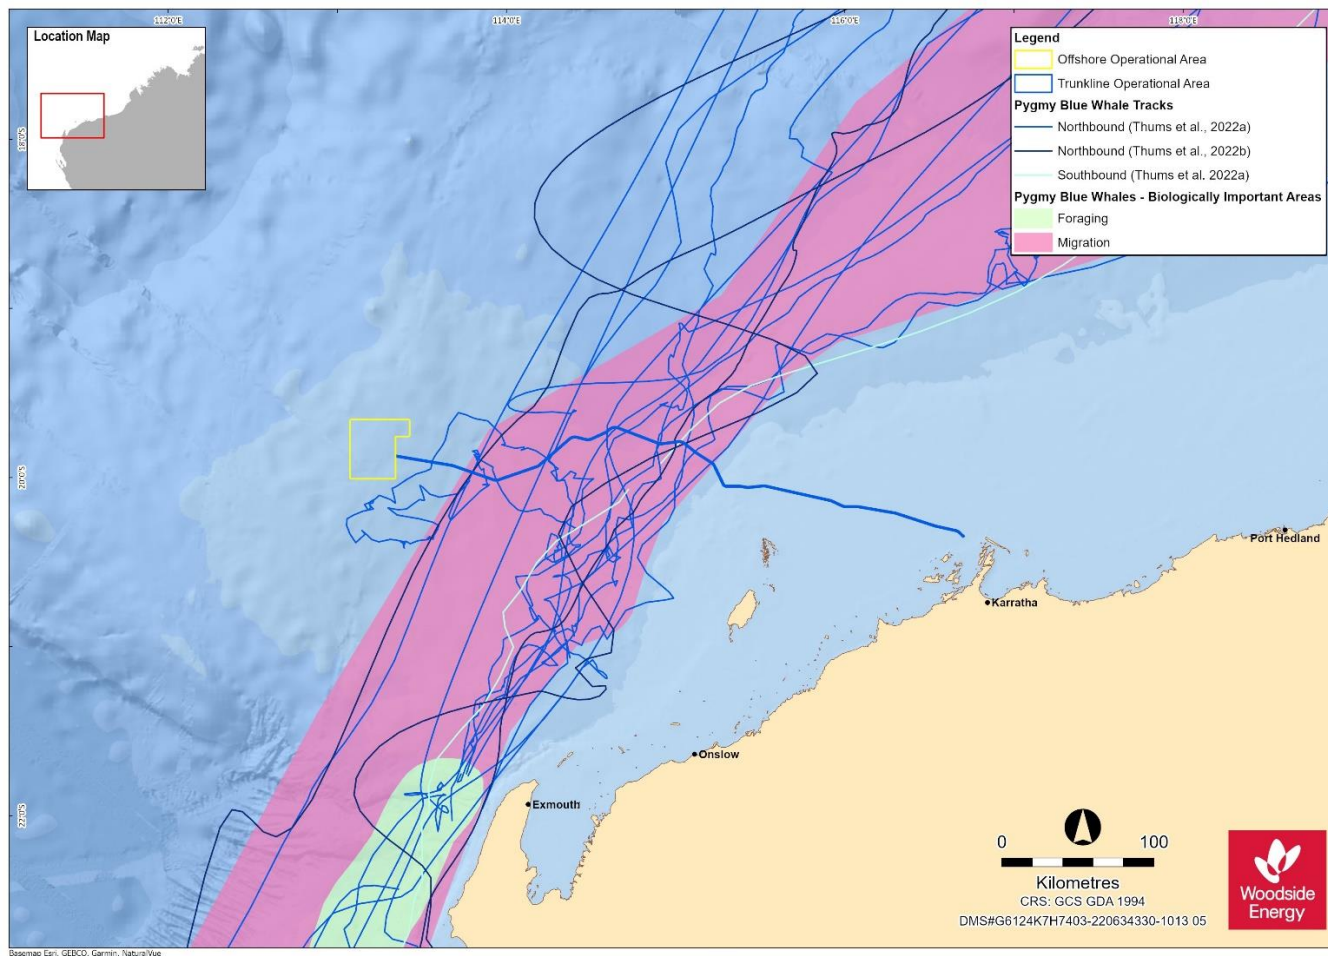 112°0'E
114°0'E
116°0'E
118°0'E
Location Map
Legend
Offshore Operational Area
Trunkline Operational Area
Pygmy Blue Whale Tracks
Northbound (Thums et al., 2022a)
Northbound (Thums et al., 2022b)
Southbound (Thums et al. 2022a)
Pygmy Blue Whales - Biologically Important Areas
Foraging
Migration
18°0'S
20°0'S
22°0'S
Port Hedland
Karratha
Onslow
Exmouth
0 100
Kilometres
CRS: GCS GDA 1994
DMS#G6124K7H7403-220634330-1013 05
Woodside
Energy
Basemap Esri, GEBCO, Garmin, NaturalVue